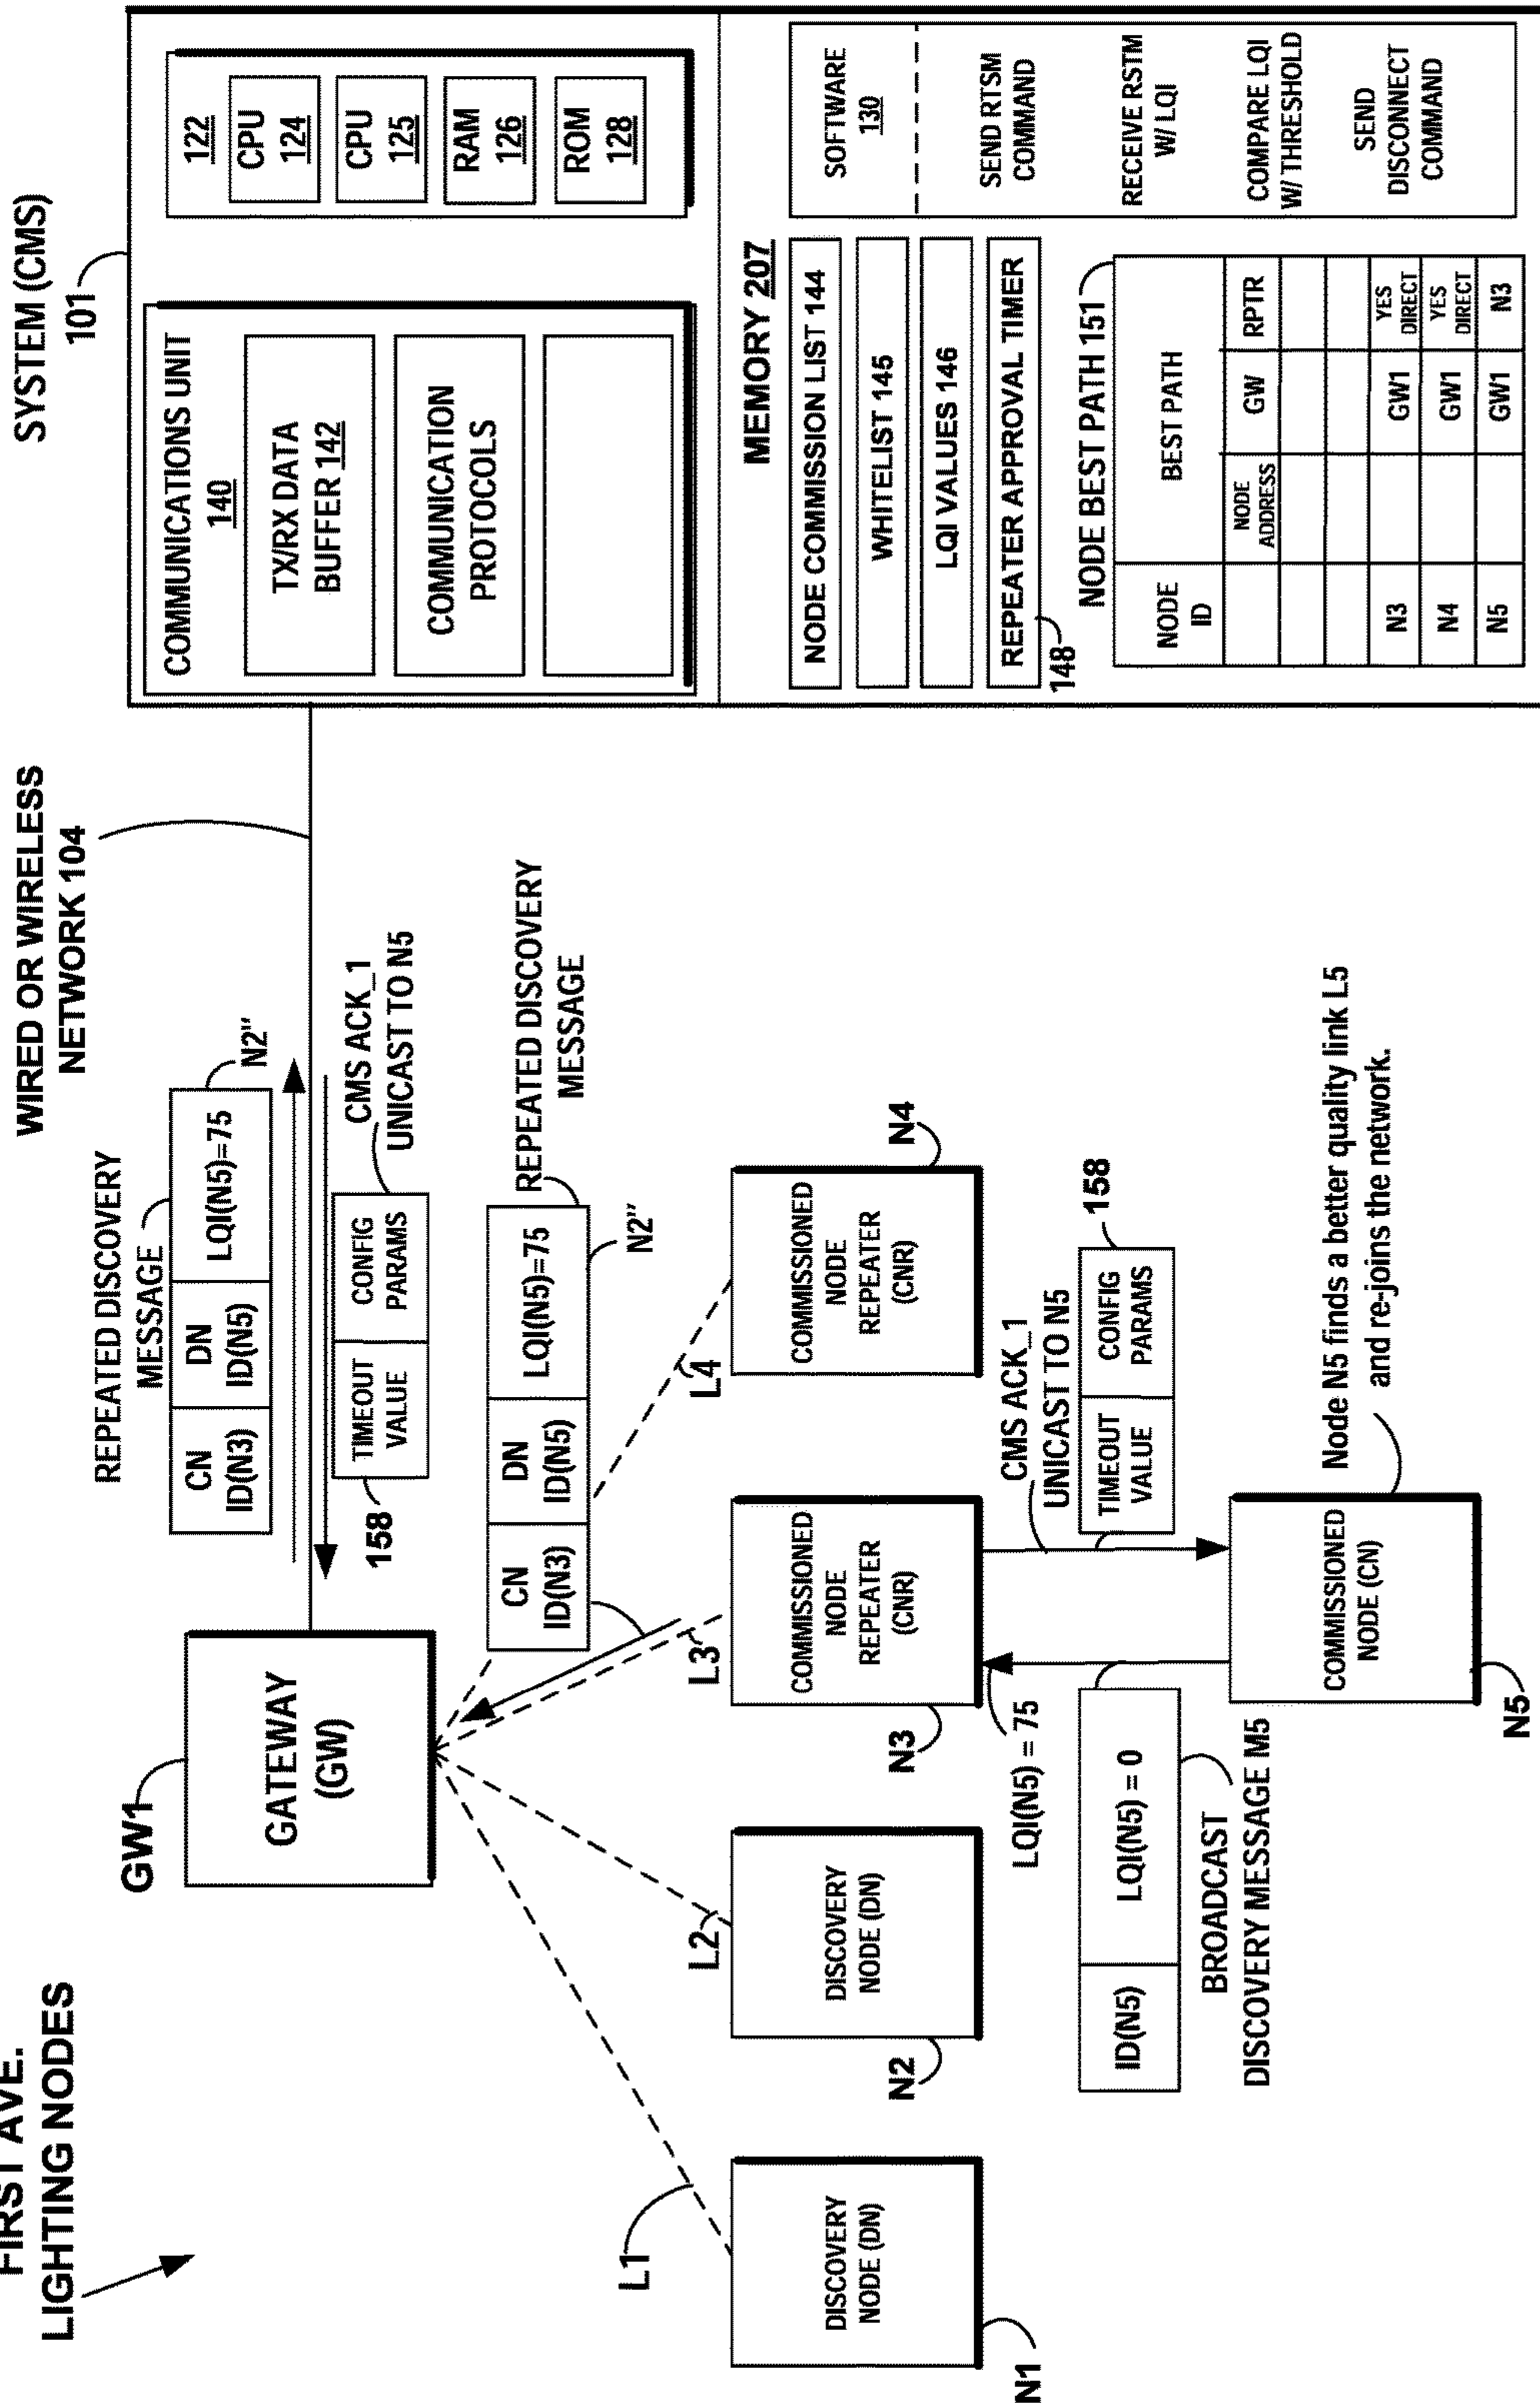 FIRST AVE.
LIGHTING NODES
WIRED OR WIRELESS
NETWORK 104
SYSTEM (CMS)
101
GW1
GATEWAY
(GW)
REPEATED DISCOVERY
MESSAGE
CN
ID(N3)
DN
ID(N5)
LQI(N5)=75
N2"
TIMEOUT
VALUE
CONFIG
PARAMS
158
CMS ACK_1
UNICAST TO N5
CN
ID(N3)
DN
ID(N5)
LQI(N5)=75
N2"
REPEATED DISCOVERY
MESSAGE
L1
L2
L3
L4
DISCOVERY
NODE (DN)
N1
DISCOVERY
NODE (DN)
N2
COMMISSIONED
NODE
REPEATER
(CNR)
N3
COMMISSIONED
NODE
REPEATER
(CNR)
N4
LQI(N5) = 75
ID(N5)
LQI(N5) = 0
BROADCAST
DISCOVERY MESSAGE M5
CMS ACK_1
UNICAST TO N5
TIMEOUT
VALUE
CONFIG
PARAMS
158
COMMISSIONED
NODE (CN)
N5
Node N5 finds a better quality link L5
and re-joins the network.
COMMUNICATIONS UNIT
140
TX/RX DATA
BUFFER 142
COMMUNICATION
PROTOCOLS
122
CPU
124
CPU
125
RAM
126
ROM
128
MEMORY 207
NODE COMMISSION LIST 144
WHITELIST 145
LQI VALUES 146
REPEATER APPROVAL TIMER
148
NODE BEST PATH 151
NODE
ID
BEST PATH
NODE
ADDRESS
GW
RPTR
N3
GW1
YES
DIRECT
N4
GW1
YES
DIRECT
N5
GW1
N3
SOFTWARE
130
SEND RTSM
COMMAND
RECEIVE RSTM
W/ LQI
COMPARE LQI
W/ THRESHOLD
SEND
DISCONNECT
COMMAND